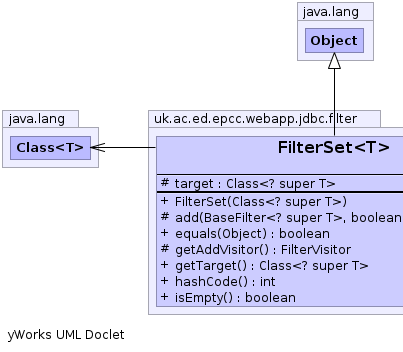 java.lang
Object
java.lang
Class<T>
uk.ac.ed.epcc.webapp.jdbc.filter
FilterSet<T>
# target : Class<? super T>
+ FilterSet(Class<? super T>)
# add(BaseFilter<? super T>, boolean
+ equals(Object) : boolean
# getAddVisitor() : FilterVisitor
+ getTarget() : Class<? super T>
+ hashCode() : int
+ isEmpty() : boolean
yWorks UML Doclet